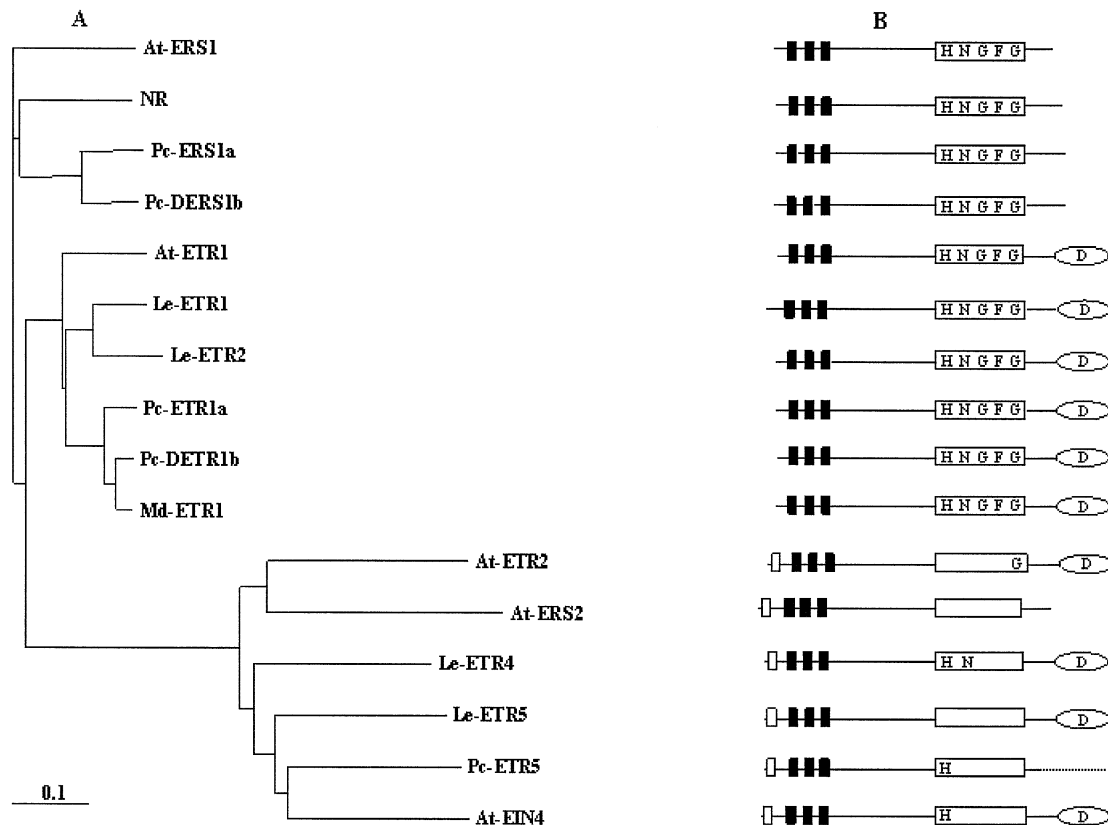 A B
At-ERS1 H N G F G
NR H N G F G
Pc-ERS1a H N G F G
Pc-DERS1b H N G F G
At-ETR1 H N G F G D
Le-ETR1 H N G F G D
Le-ETR2 H N G F G D
Pc-ETR1a H N G F G D
Pc-DETR1b H N G F G D
Md-ETR1 H N G F G D
At-ETR2 G D
At-ERS2
Le-ETR4 H N D
Le-ETR5 D
Pc-ETR5 H
0.1
At-EIN4 H D